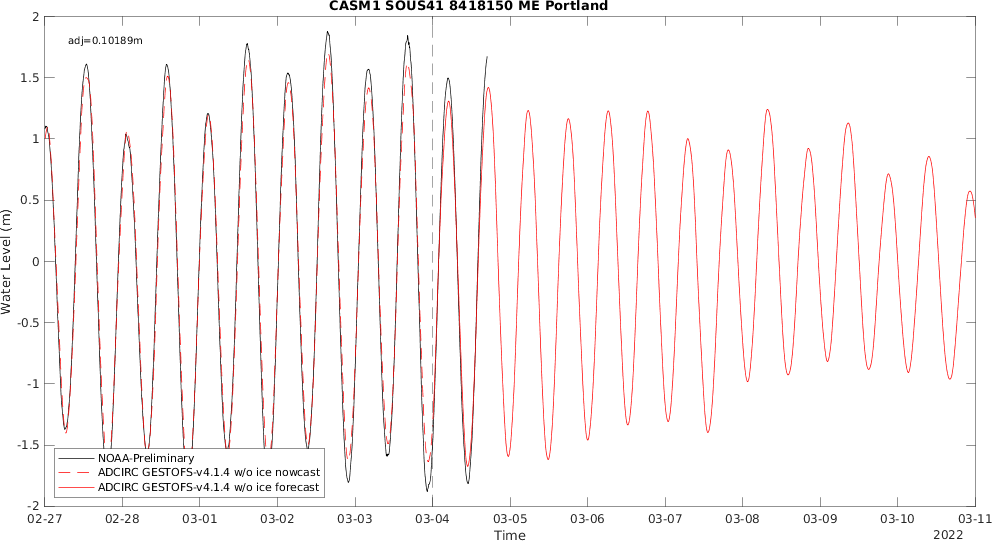 CASM1 SOUS41 8418150 ME Portland
adj=0.10189m
2
1.5
1
0.5
0
-0.5
-1
-1.5
-2
Water Level (m)
NOAA-Preliminary
ADCIRC GESTOFS-v4.1.4 w/o ice nowcast
ADCIRC GESTOFS-v4.1.4 w/o ice forecast
02-27 02-28 03-01 03-02 03-03 03-04 03-05 03-06 03-07 03-08 03-09 03-10 03-11
Time
2022